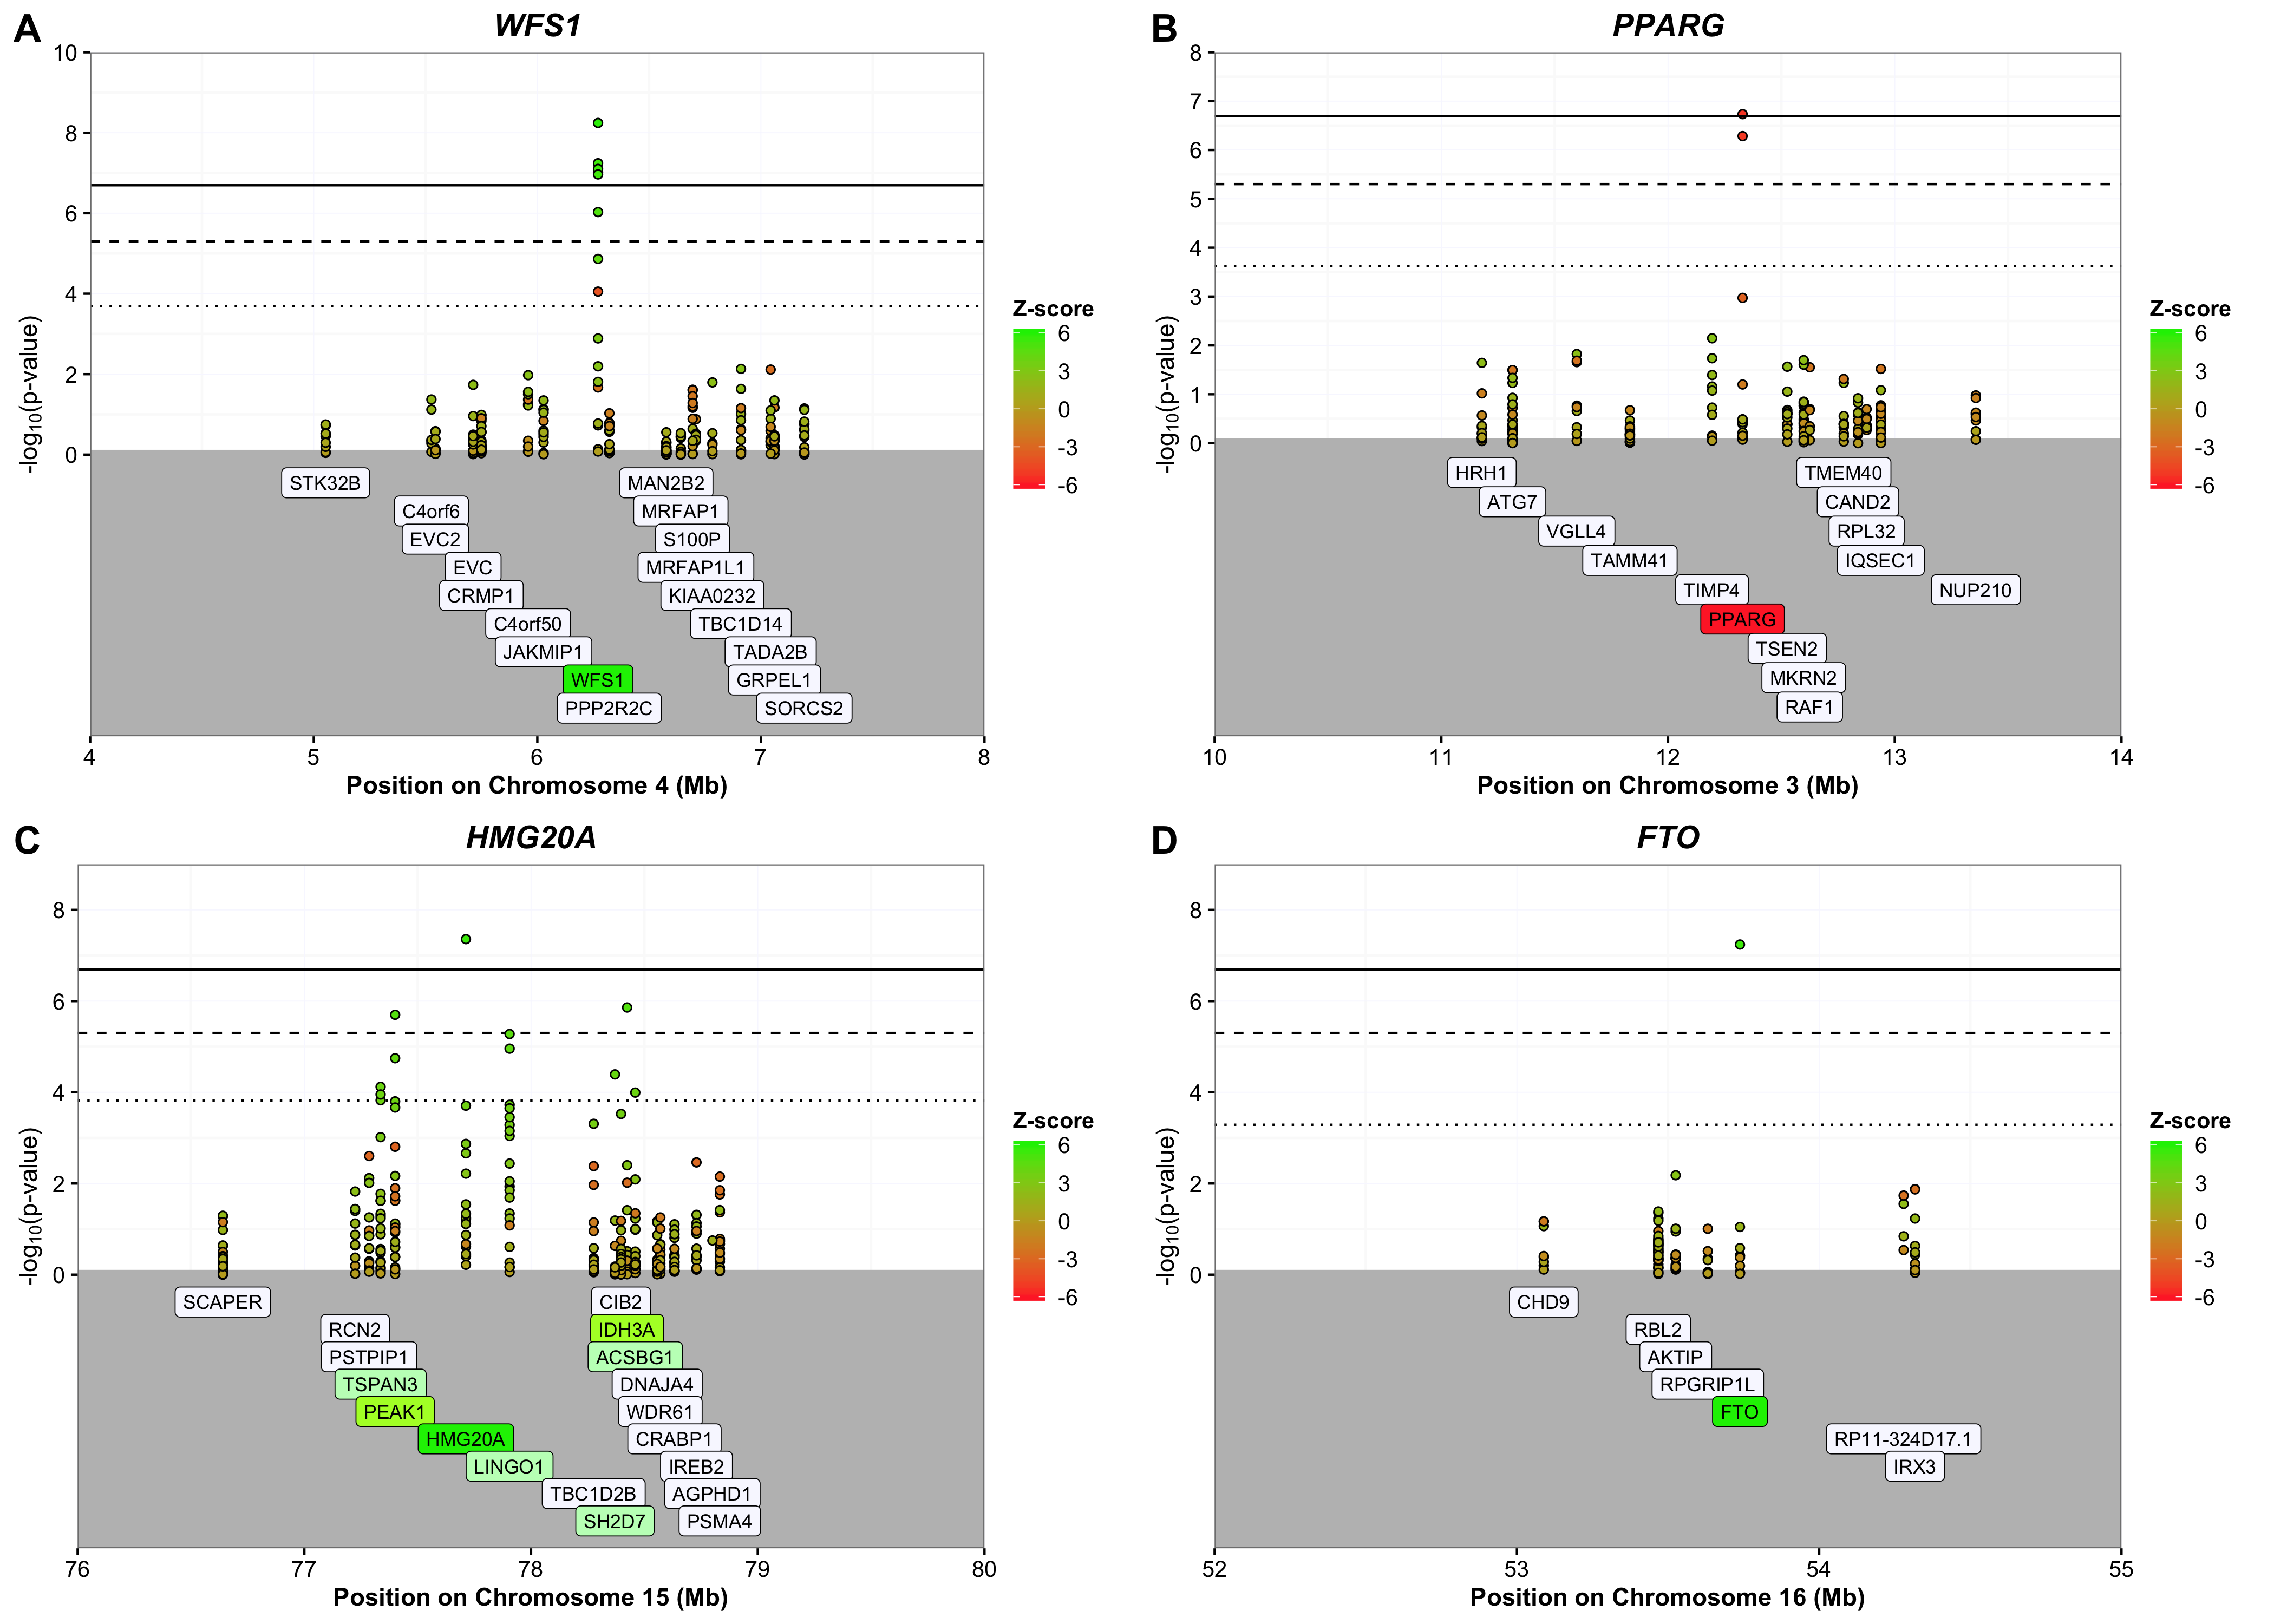 A
WFS1
10
8
6
4
2
0
-log10(p-value)
STK32B
C4orf6
EVC2
EVC
CRMP1
C4orf50
JAKMIP1
WFS1
PPP2R2C
MAN2B2
MRFAP1
S100P
MRFAP1L1
KIAA0232
TBC1D14
TADA2B
GRPEL1
SORCS2
4 5 6 7 8
Position on Chromosome 4 (Mb)
Z-score
6
3
0
-3
-6
B
PPARG
8
7
6
5
4
3
2
1
0
-log10(p-value)
HRH1
ATG7
VGLL4
TAMM41
TIMP4
PPARG
TSEN2
MKRN2
RAF1
TMEM40
CAND2
RPL32
IQSEC1
NUP210
10 11 12 13 14
Position on Chromosome 3 (Mb)
Z-score
6
3
0
-3
-6
C
HMG20A
8
6
4
2
0
-log10(p-value)
SCAPER
RCN2
PSTPIP1
TSPAN3
PEAK1
HMG20A
LINGO1
TBC1D2B
SH2D7
CIB2
IDH3A
ACSBG1
DNAJA4
WDR61
CRABP1
IREB2
AGPHD1
PSMA4
76 77 78 79 80
Position on Chromosome 15 (Mb)
Z-score
6
3
0
-3
-6
D
FTO
8
6
4
2
0
-log10(p-value)
CHD9
RBL2
AKTIP
RPGRIP1L
FTO
RP11-324D17.1
IRX3
52 53 54 55
Position on Chromosome 16 (Mb)
Z-score
6
3
0
-3
-6